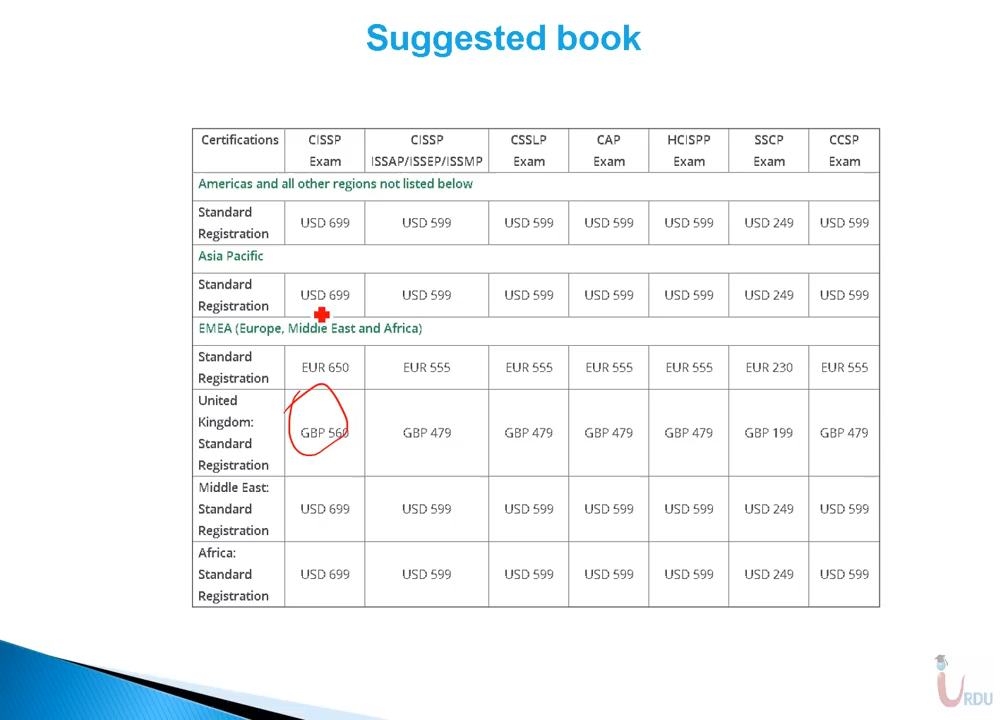 Suggested book
Certifications CISSP Exam CISSP ISSAP/ISSEP/ISSMP CSSLP Exam CAP Exam HCISPP Exam SSCP Exam CCSP Exam
Americas and all other regions not listed below
Standard Registration USD 699 USD 599 USD 599 USD 599 USD 599 USD 249 USD 599
Asia Pacific
Standard Registration USD 699 USD 599 USD 599 USD 599 USD 599 USD 249 USD 599
EMEA (Europe, Middle East and Africa)
Standard Registration EUR 650 EUR 555 EUR 555 EUR 555 EUR 555 EUR 230 EUR 555
United Kingdom: Standard Registration GBP 560 GBP 479 GBP 479 GBP 479 GBP 479 GBP 199 GBP 479
Middle East: Standard Registration USD 699 USD 599 USD 599 USD 599 USD 599 USD 249 USD 599
Africa: Standard Registration USD 699 USD 599 USD 599 USD 599 USD 599 USD 249 USD 599
URDU